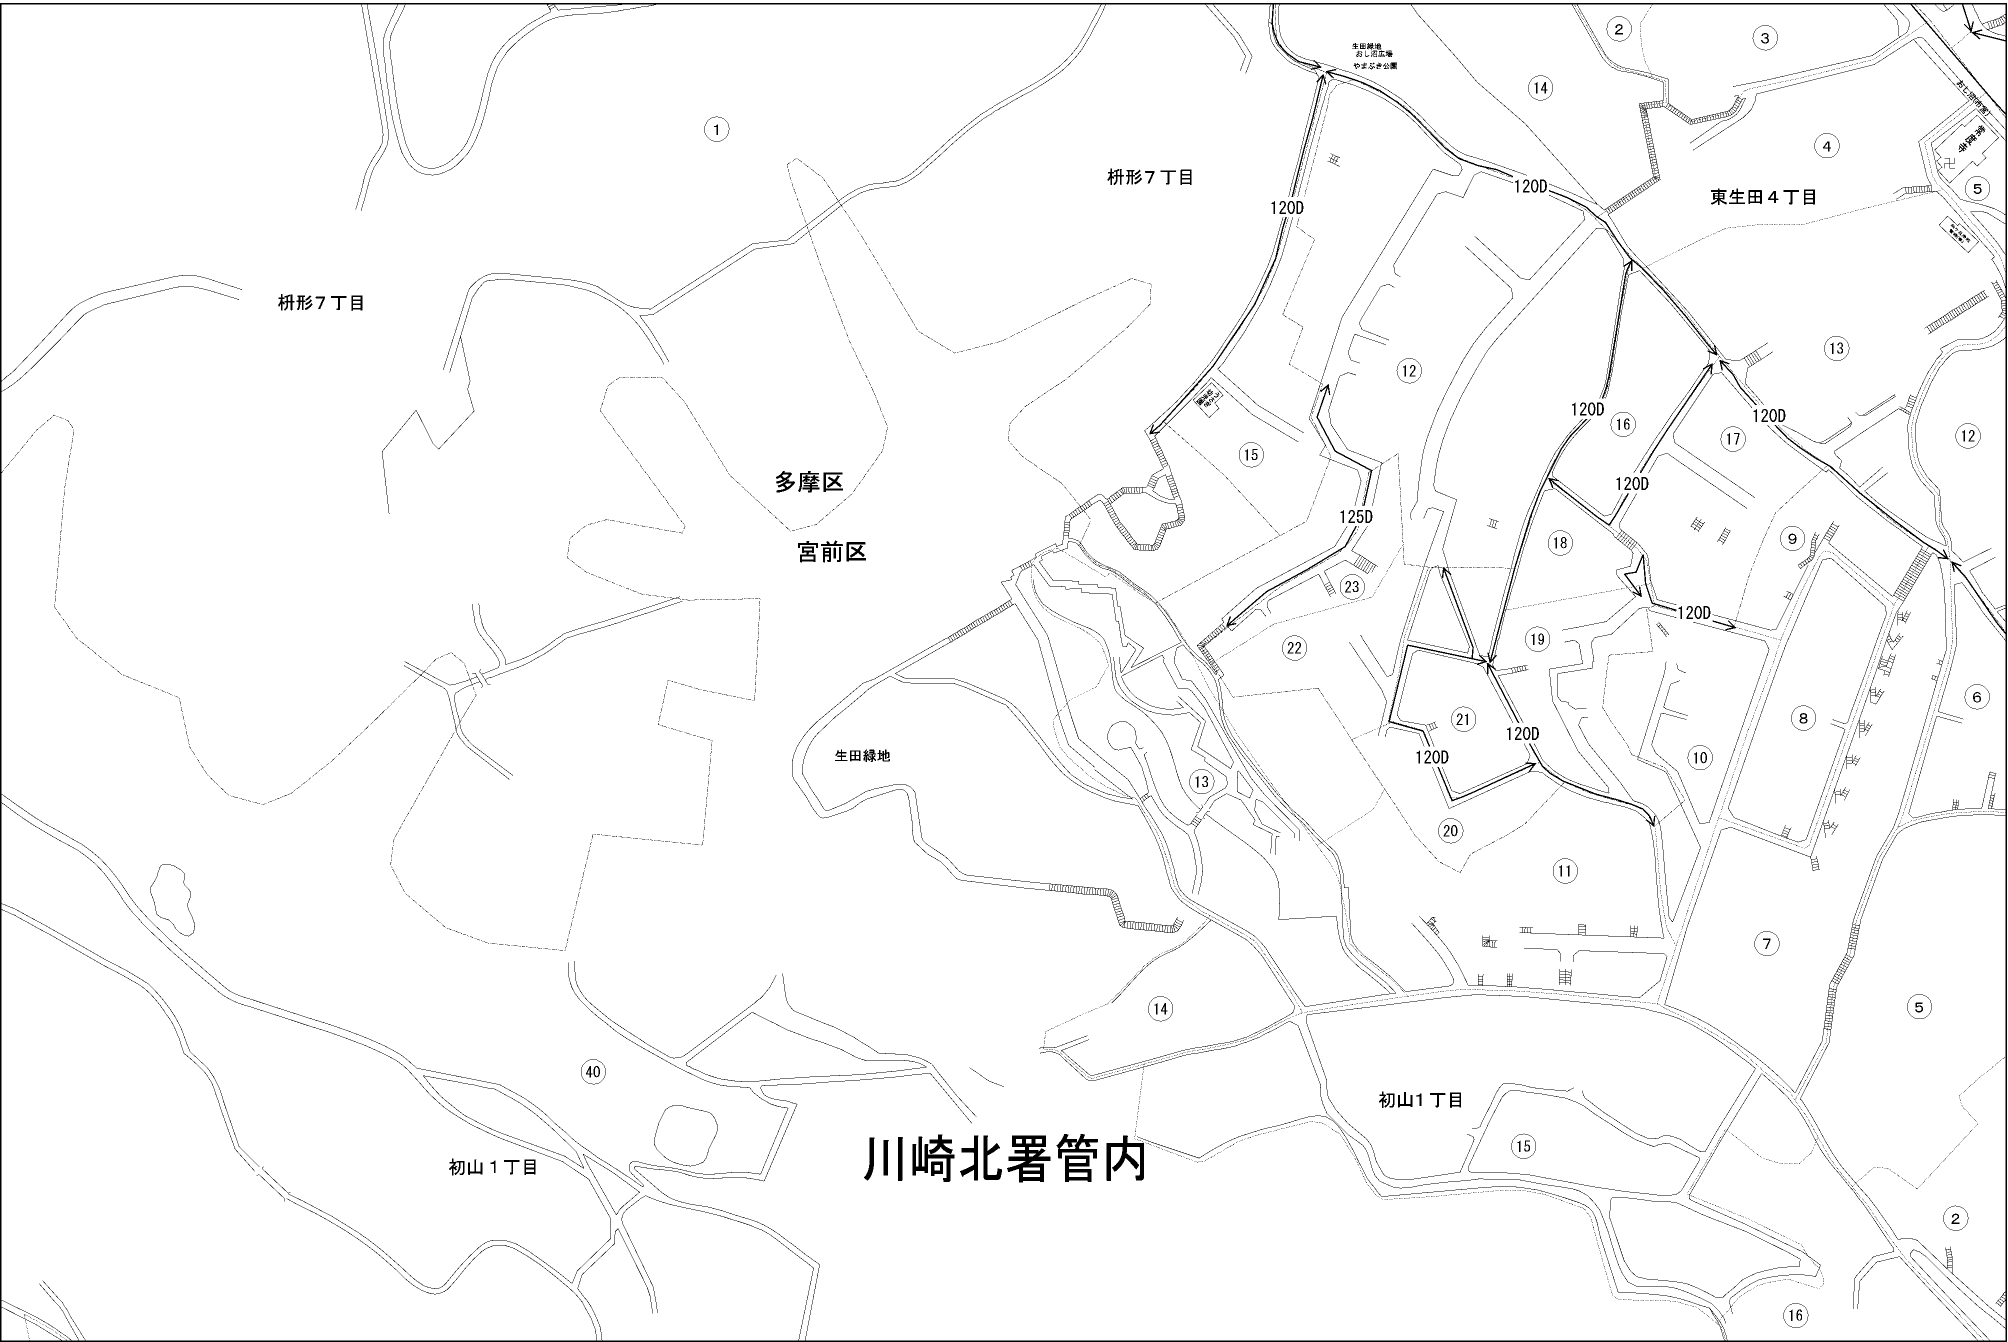 生田緑地
おし沼広場
やまぶき公園
2
3
14
1
4
5
枡形7丁目
東生田4丁目
120D
120D
枡形7丁目
13
12
120D
16
120D
17
12
15
多摩区
120D
125D
宮前区
18
9
23
120D
19
22
6
21
8
120D
生田緑地
120D
10
13
20
11
7
14
5
40
初山1丁目
15
川崎北署管内
初山1丁目
2
16